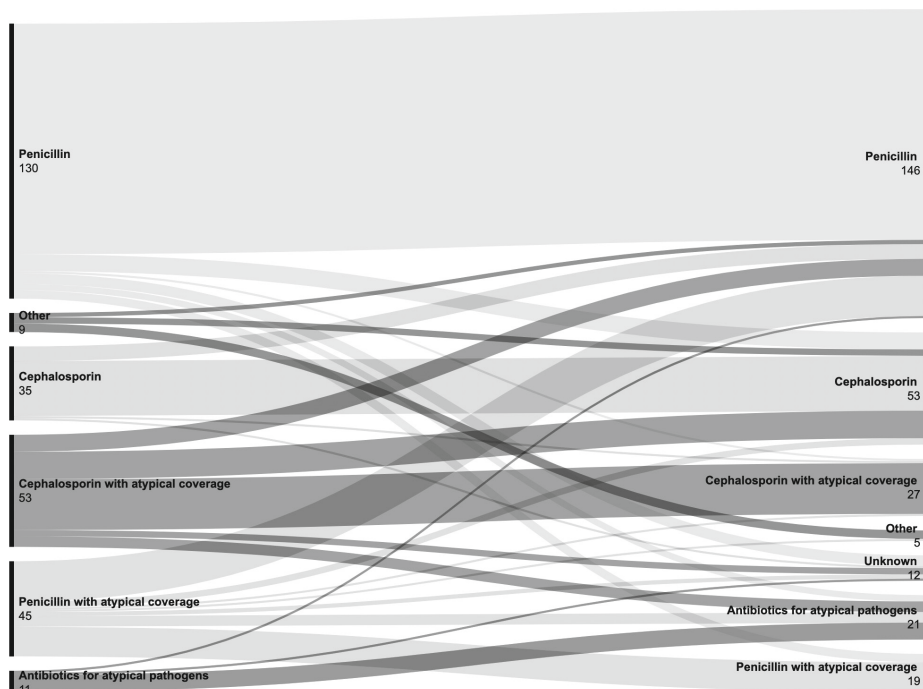 Penicillin
130
Other
9
Cephalosporin
35
Cephalosporin with atypical coverage
53
Penicillin with atypical coverage
45
Antibiotics for atypical pathogens
11
Penicillin
146
Cephalosporin
53
Cephalosporin with atypical coverage
27
Other
5
Unknown
12
Antibiotics for atypical pathogens
21
Penicillin with atypical coverage
19